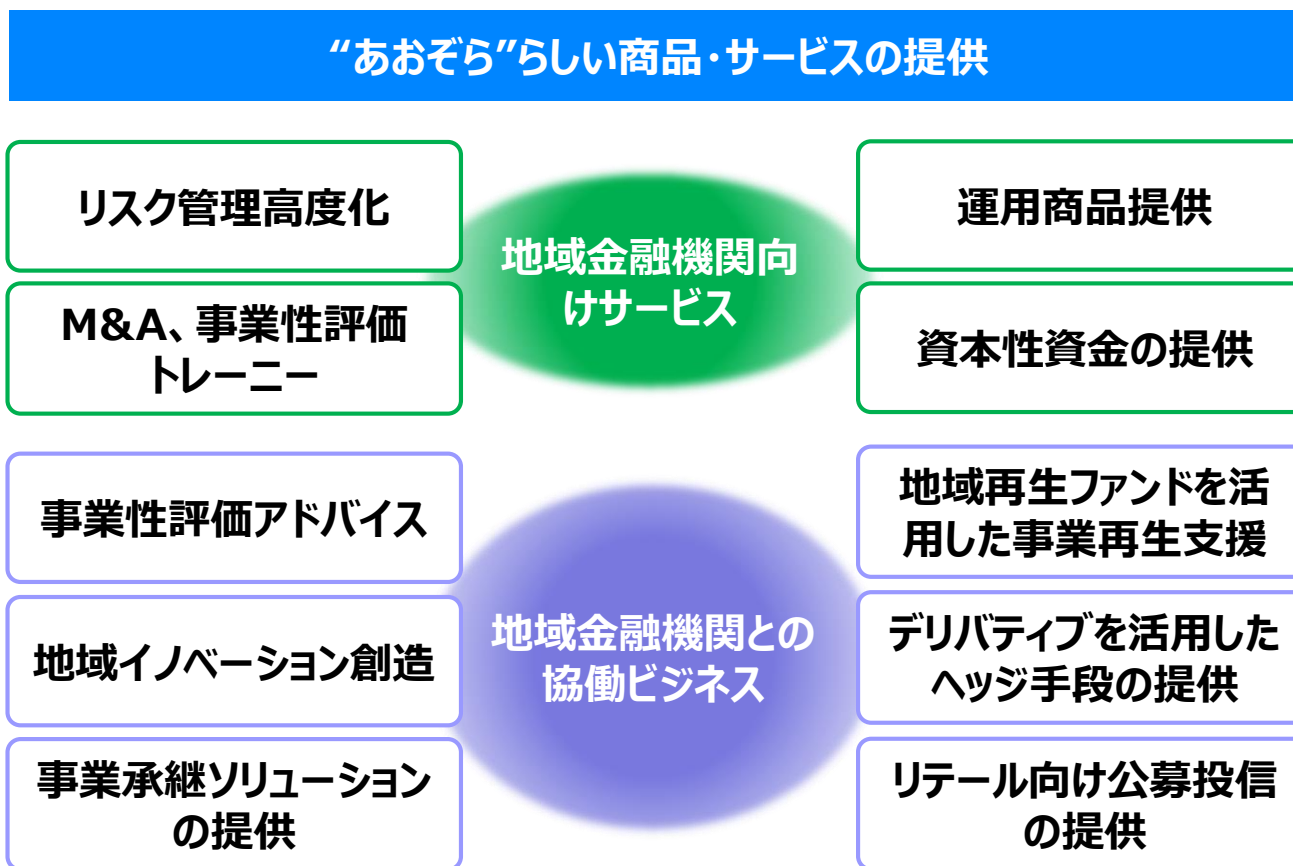 “あおぞら”らしい商品・サービスの提供
リスク管理高度化
M&A、事業性評価
トレーニー
地域金融機関向
けサービス
運用商品提供
資本性資金の提供
事業性評価アドバイス
地域イノベーション創造
事業承継ソリューション
の提供
地域金融機関との
協働ビジネス
地域再生ファンドを活
用した事業再生支援
デリバティブを活用した
ヘッジ手段の提供
リテール向け公募投信
の提供